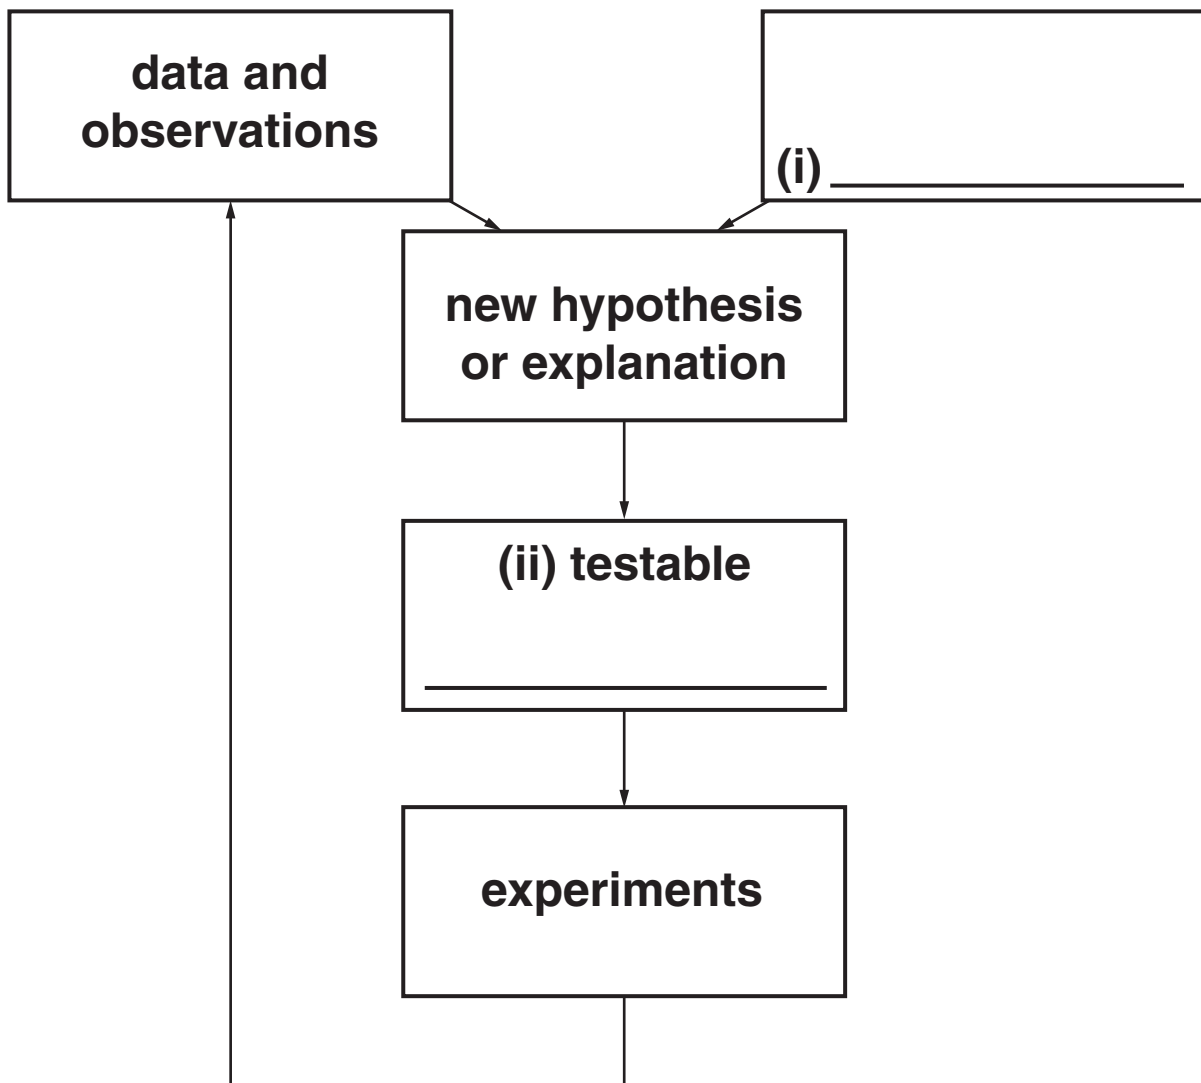 data and
observations
(i)
new hypothesis
or explanation
(ii) testable
experiments